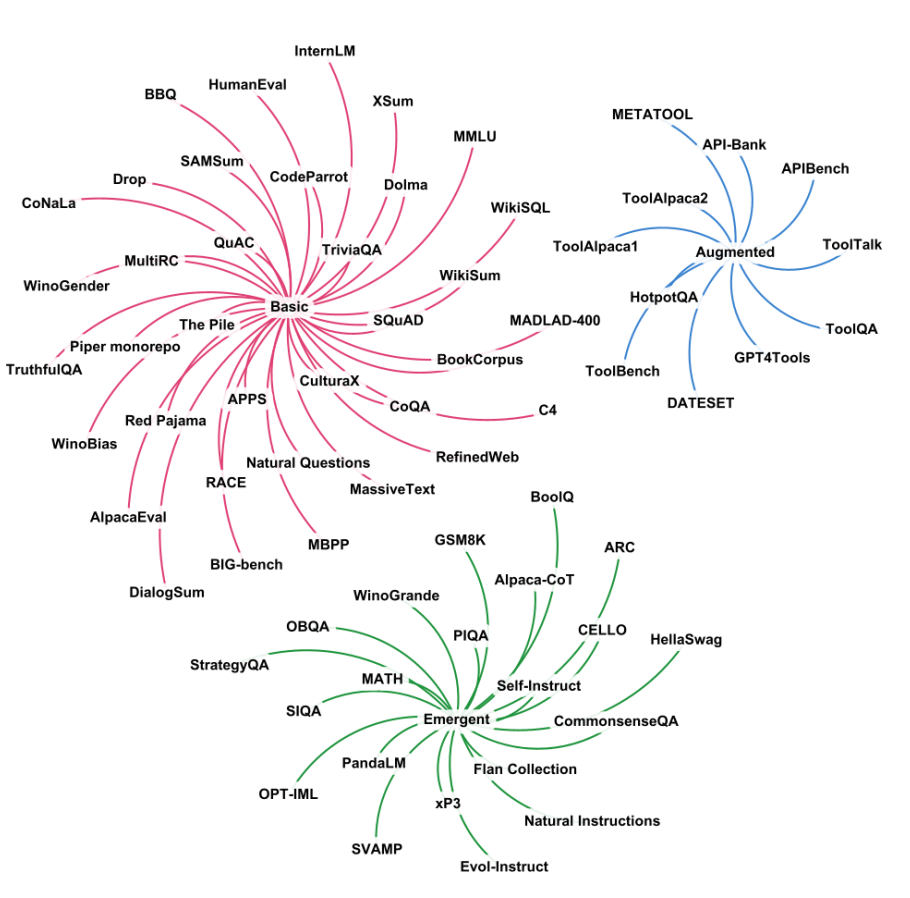 InternLM
HumanEval
BBQ
XSum
MMLU
SAMSum
CodeParrot
Drop
Dolma
CoNaLa
WikiSQL
QuAC
TriviaQA
MultiRC
WikiSum
WinoGender
Basic
The Pile
SQuAD
MADLAD-400
Piper monorepo
BookCorpus
TruthfulQA
CulturaX
APPS
CoQA
C4
Red Pajama
WinoBias
RefinedWeb
Natural Questions
RACE
MassiveText
AlpacaEval
MBPP
BIG-bench
DialogSum
METATOOL
API-Bank
APIBench
ToolAlpaca2
ToolAlpaca1
ToolTalk
Augmented
HotpotQA
ToolQA
GPT4Tools
ToolBench
DATESET
BoolQ
GSM8K
ARC
Alpaca-CoT
WinoGrande
OBQA
PIQA
CELLO
HellaSwag
StrategyQA
MATH
Self-Instruct
SIQA
Emergent
CommonsenseQA
PandaLM
Flan Collection
OPT-IML
xP3
Natural Instructions
SVAMP
Evol-Instruct